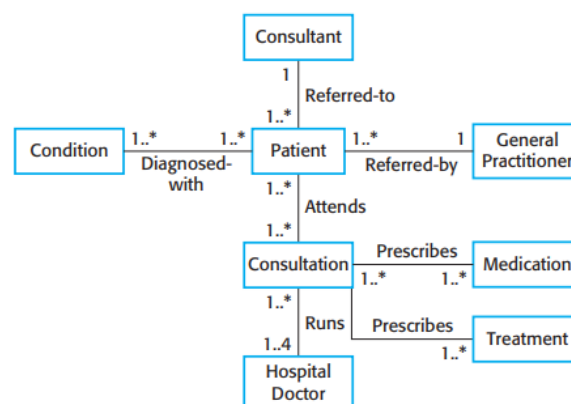 Consultant
1
Referred-to
1..*
Condition
1..*
1..*
Diagnosed-
with
Patient
1..*
1
Referred-by
General
Practitioner
1..*
Attends
1..*
Consultation
Prescribes
1..*
1..*
Medication
1..*
Runs
1..4
Prescribes
1..*
Treatment
Hospital
Doctor